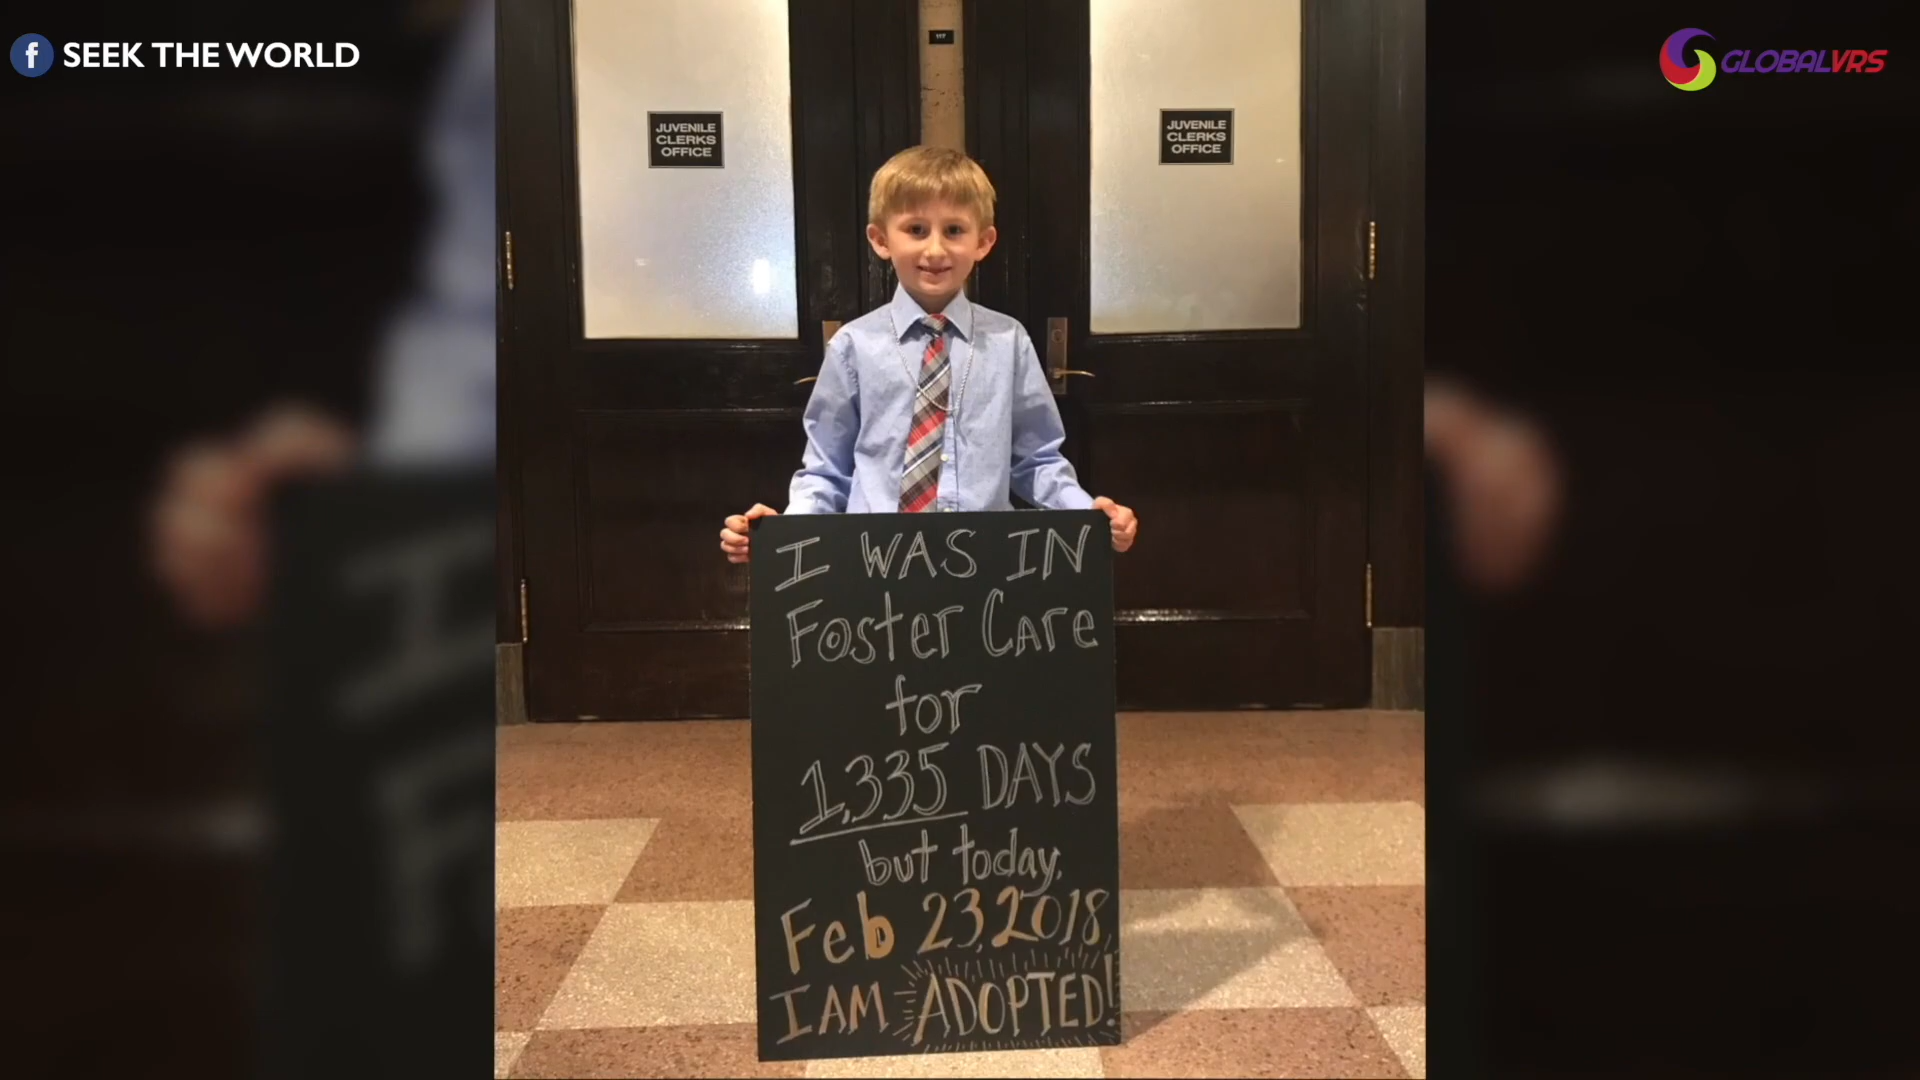 SEEK THE WORLD
GLOBALVRS
117
JUVENILE
CLERKS
OFFICE
JUVENILE
CLERKS
OFFICE
I WAS IN
Foster Care
for
1,335 DAYS
but today,
Feb 23, 2018,
I AM ADOPTED!